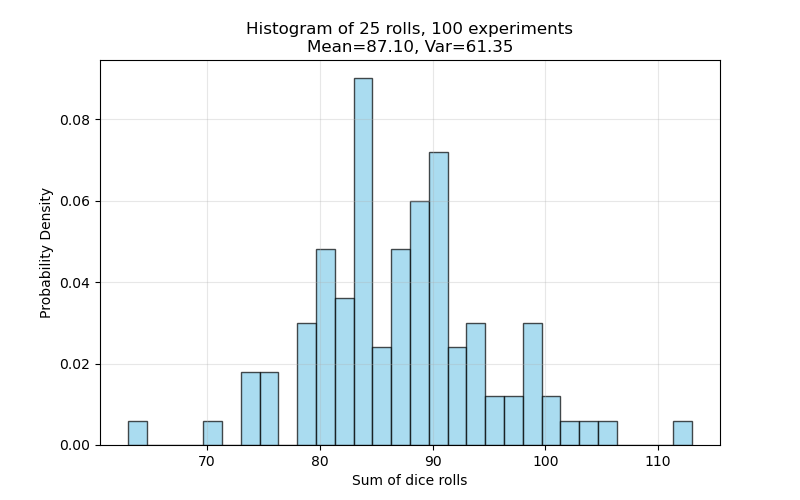 Histogram of 25 rolls, 100 experiments
Mean=87.10, Var=61.35
Probability Density
0.08
0.06
0.04
0.02
0.00
70 80 90 100 110
Sum of dice rolls